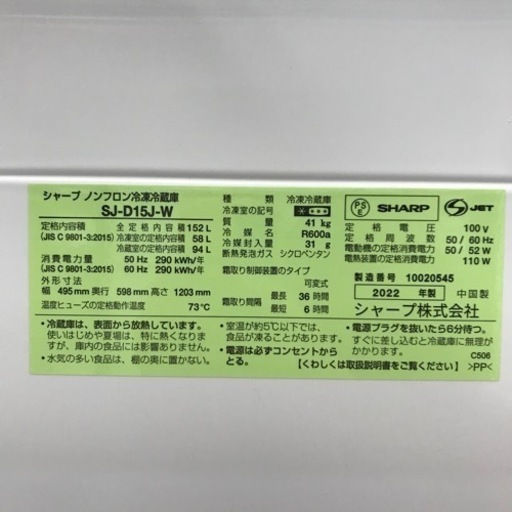 シャープ ノンフロン冷凍冷蔵庫
SJ-D15J-W
定格内容積 全定格内容積 152 L
(JIS C 9801-3:2015) 冷凍室の定格内容積 58 L
冷蔵室の定格内容積 94 L
消費電力量 50 Hz 290 kWh/年
(JIS C 9801-3:2015) 60 Hz 290 kWh/年
外形寸法
幅 495 mm 奥行 598 mm 高さ 1203 mm
温度ヒューズの定格動作温度 73℃
種類 冷凍冷蔵庫
冷凍室の記号
質量 41 kg
冷媒名 R600a
冷媒封入量 31 g
断熱発泡ガス シクロペンタン
霜取り制御装置のタイプ
可変式
霜取り間隔 最長 36 時間
最短 6 時間
PS
E
SHARP
S JET
定格電圧 100 V
定格周波数 50 / 60 Hz
電動機の定格消費電力 50 / 52 W
電熱装置の定格消費電力 110 W
製造番号 10020545
2022 年製 中国製
シャープ株式会社
・冷蔵庫は、表面から放熱しています。
使いはじめや夏場は、特に熱くなりま
すが、庫内の食品には影響ありません。
・水気の多い食品は、棚の奥に置かない。
・室温が約5℃以下では、
食品が凍ることがあります。
・電源は必ずコンセントから
とる。
・電源プラグを抜いたら6分待つ。
すぐに差し込むと冷蔵庫に無理が
かかります。
C506
【くわしくは取扱説明書をご覧ください】 >PP<